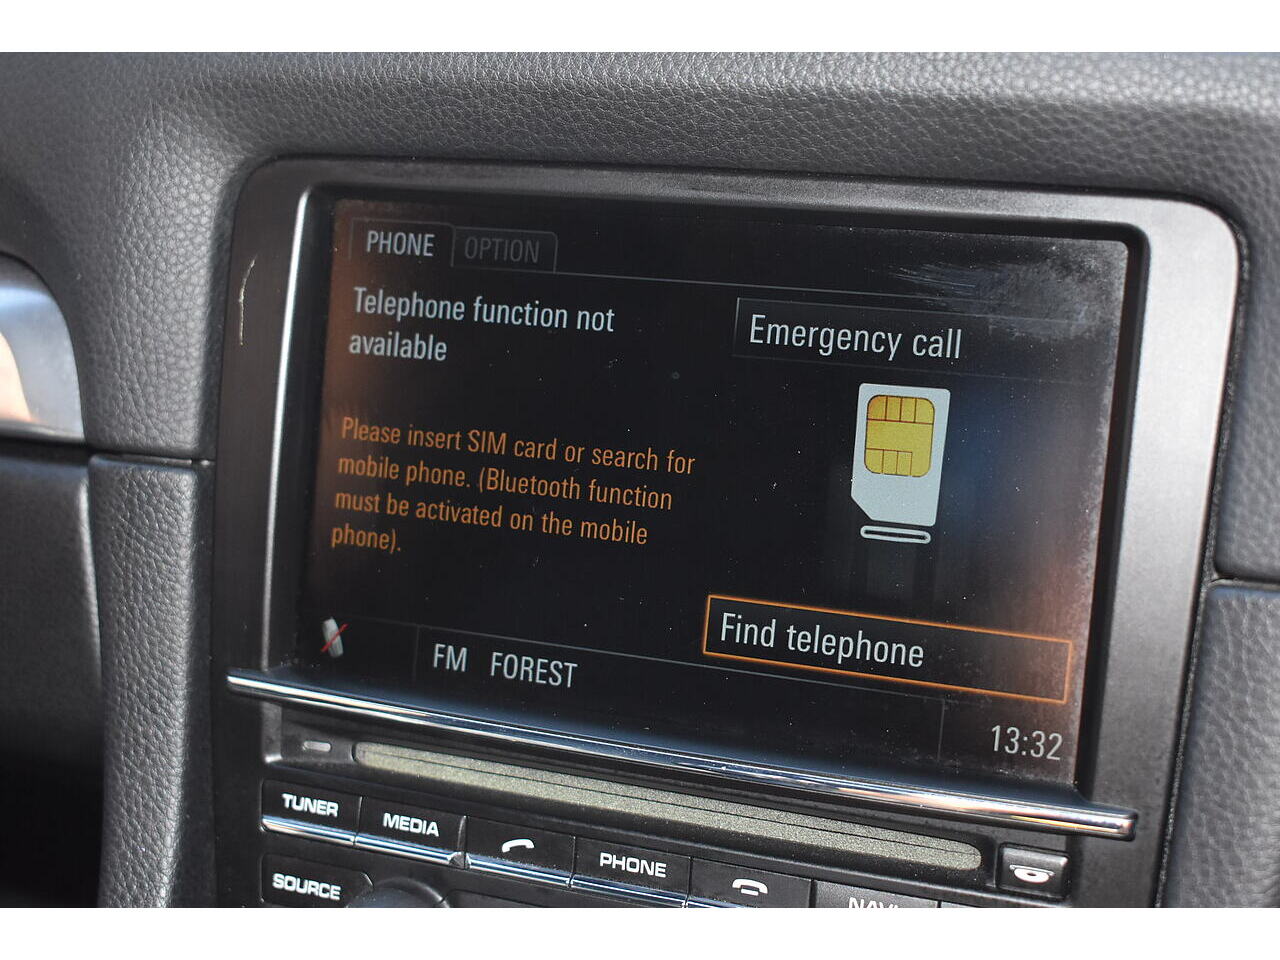 PHONE OPTION
Telephone function not
available
Emergency call
Please insert SIM card or search for
mobile phone. (Bluetooth function
must be activated on the mobile
phone).
Find telephone
FM FOREST
13:32
TUNER MEDIA PHONE
SOURCE